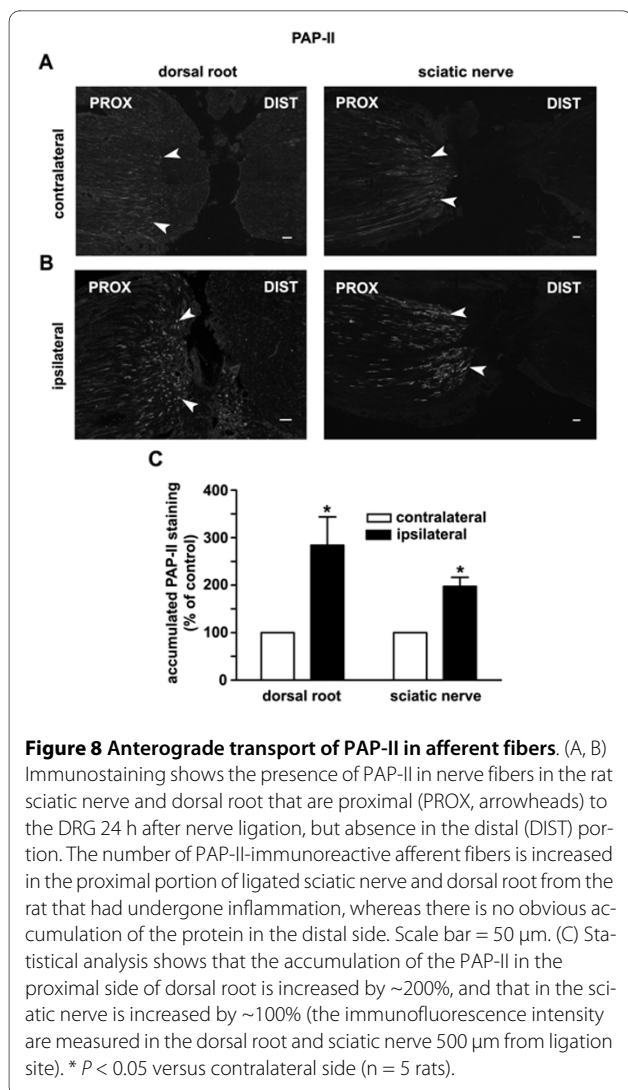 PAP-II
A
dorsal root
sciatic nerve
PROX
DIST
PROX
DIST
contralateral
B
PROX
DIST
PROX
DIST
ipsilateral
C
accumulated PAP-II staining
(% of control)
400
300
200
100
0
*
*
contralateral
ipsilateral
dorsal root
sciatic nerve
Figure 8 Anterograde transport of PAP-II in afferent fibers. (A, B)
Immunostaining shows the presence of PAP-II in nerve fibers in the rat
sciatic nerve and dorsal root that are proximal (PROX, arrowheads) to
the DRG 24 h after nerve ligation, but absence in the distal (DIST) por-
tion. The number of PAP-II-immunoreactive afferent fibers is increased
in the proximal portion of ligated sciatic nerve and dorsal root from the
rat that had undergone inflammation, whereas there is no obvious ac-
cumulation of the protein in the distal side. Scale bar = 50 μm. (C) Sta-
tistical analysis shows that the accumulation of the PAP-II in the
proximal side of dorsal root is increased by ~200%, and that in the sci-
atic nerve is increased by ~100% (the immunofluorescence intensity
are measured in the dorsal root and sciatic nerve 500 μm from ligation
site). * P < 0.05 versus contralateral side (n = 5 rats).